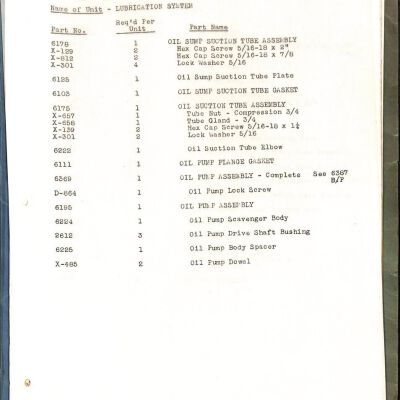 Name of Unit - LUBRICATION SYSTEM
Part No. Req'd Per Unit Part Name
6178 1 OIL SUMP SUCTION TUBE ASSEMBLY
X-129 2 Hex Cap Screw 5/16-18 x 2"
X-812 2 Hex Cap Screw 5/16-18 x 7/8
X-301 4 Lock Washer 5/16
6125 1 Oil Sump Suction Tube Plate
6103 1 OIL SUMP SUCTION TUBE GASKET
6175 1 OIL SUCTION TUBE ASSEMBLY
X-657 1 Tube Nut - Compression 3/4
X-656 1 Tube Gland - 3/4
X-139 2 Hex Cap Screw 5/16-18 x 1¼
X-301 2 Lock Washer 5/16
6222 1 Oil Suction Tube Elbow
6111 1 OIL PUMP FLANGE GASKET
6369 1 OIL PUMP ASSEMBLY - Complete See 6367 B/P
D-864 1 Oil Pump Lock Screw
6195 1 OIL PUMP ASSEMBLY
6224 1 Oil Pump Scavenger Body
2612 3 Oil Pump Drive Shaft Bushing
6225 1 Oil Pump Body Spacer
X-485 2 Oil Pump Dowel